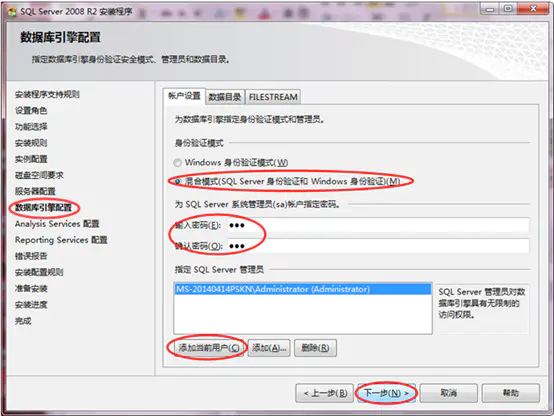 SQL Server 2008 R2 安装程序
数据库引擎配置
指定数据库引擎身份验证安全模式、管理员和数据目录。
安装程序支持规则
设置角色
功能选择
安装规则
实例配置
磁盘空间要求
服务器配置
数据库引擎配置
Analysis Services 配置
Reporting Services 配置
错误报告
安装配置规则
准备安装
安装进度
完成
帐户设置 数据目录 FILESTREAM
为数据库引擎指定身份验证模式和管理员。
身份验证模式
Windows 身份验证模式(W)
混合模式(SQL Server 身份验证和 Windows 身份验证)(M)
为 SQL Server 系统管理员(sa)帐户指定密码。
输入密码(E): ●●●
确认密码(O): ●●●
指定 SQL Server 管理员
MS-20140414PSKN\Administrator (Administrator)
SQL Server 管理员对数
据库引擎具有无限制的
访问权限。
添加当前用户(C) 添加(A)... 删除(R)
< 上一步(B) 下一步(N) > 取消 帮助